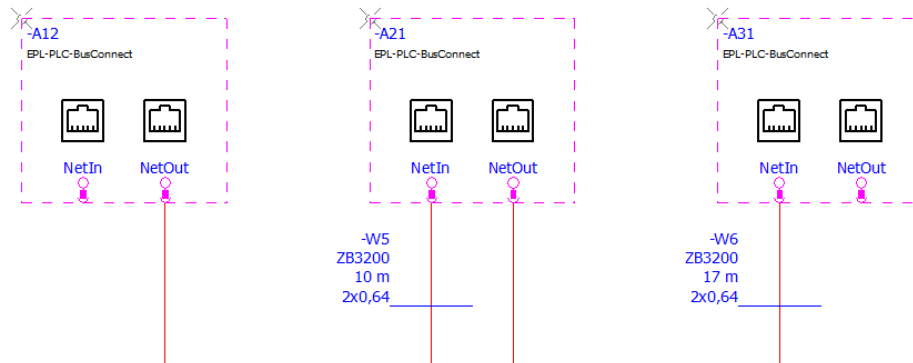 -A12
EPL-PLC-BusConnect
NetIn
NetOut
-A21
EPL-PLC-BusConnect
NetIn
NetOut
-W5
ZB3200
10 m
2x0,64
-A31
EPL-PLC-BusConnect
NetIn
NetOut
-W6
ZB3200
17 m
2x0,64